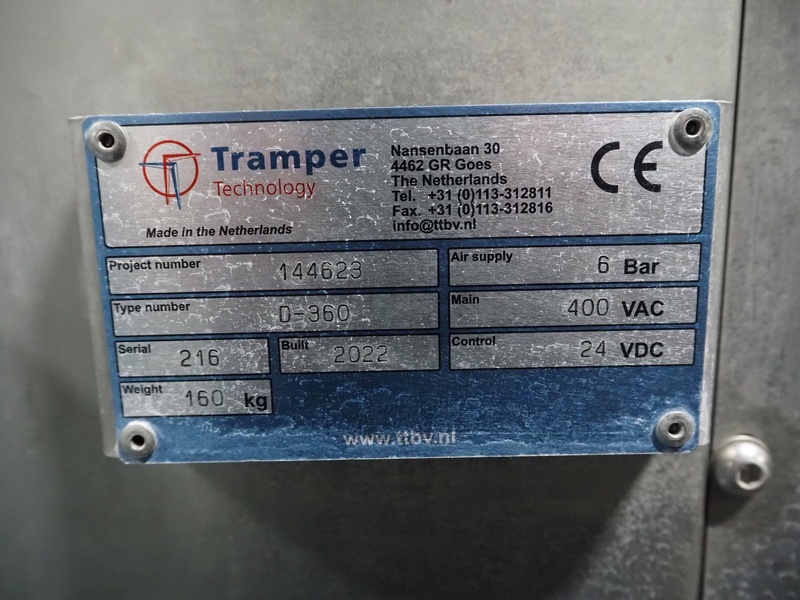 Tramper
Technology
Made in the Netherlands
Nansenbaan 30
4462 GR Goes
The Netherlands
Tel. +31 (0)113-312811
Fax. +31 (0)113-312816
info@ttbv.nl
CE
Project number 144623
Air supply 6 Bar
Type number D-360
Main 400 VAC
Serial 216
Built 2022
Control 24 VDC
Weight 160 kg
www.ttbv.nl